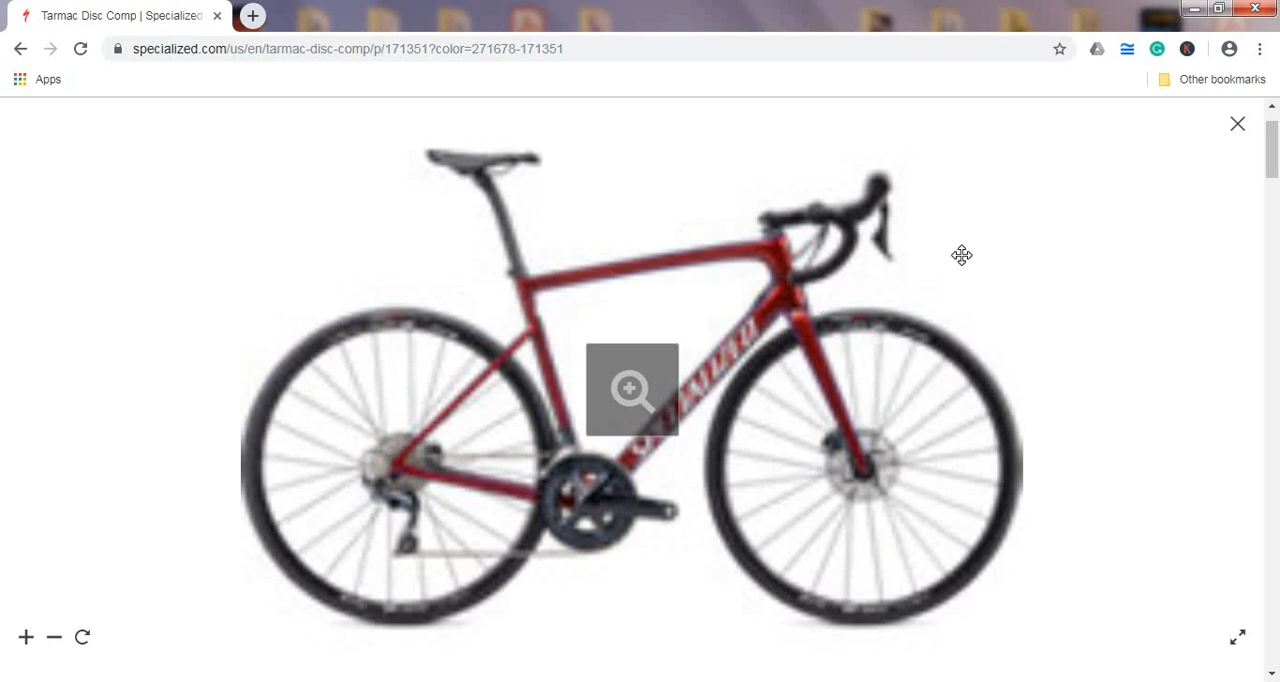 Tarmac Disc Comp | Specialized
specialized.com/us/en/tarmac-disc-comp/p/171351?color=271678-171351
Apps
Other bookmarks